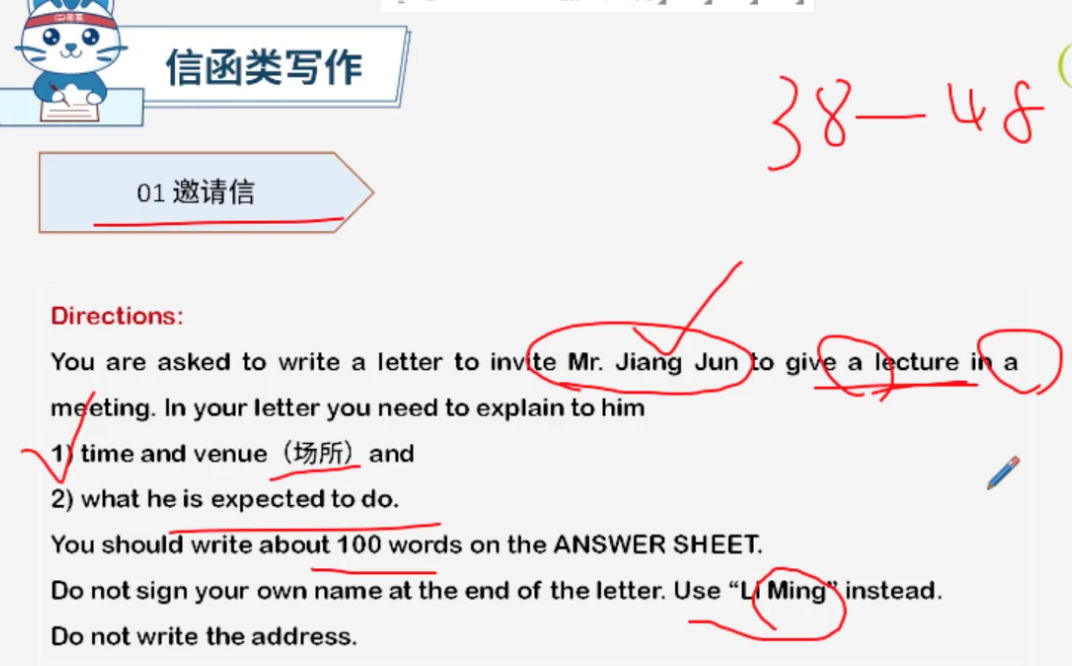 信函类写作
38—48
01 邀请信
Directions:
You are asked to write a letter to invite Mr. Jiang Jun to give a lecture in a
meeting. In your letter you need to explain to him
1) time and venue（场所）and
2) what he is expected to do.
You should write about 100 words on the ANSWER SHEET.
Do not sign your own name at the end of the letter. Use “Li Ming” instead.
Do not write the address.